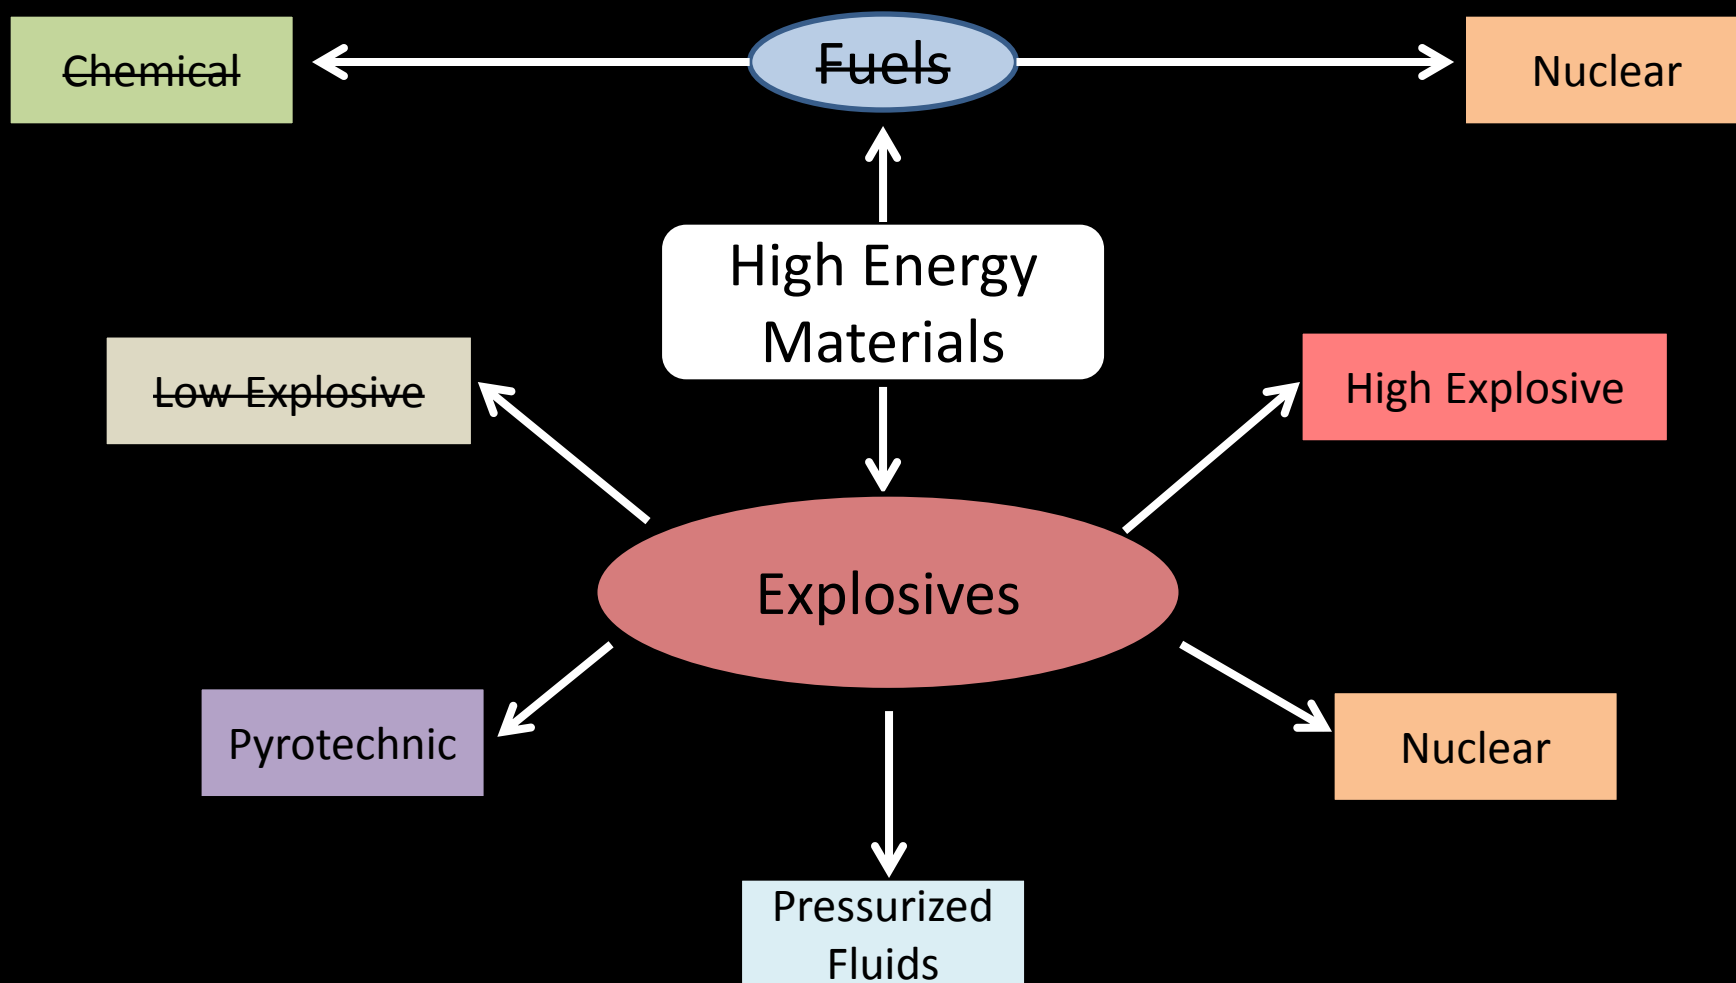 Chemical
Fuels
Nuclear
High Energy
Materials
Low Explosive
High Explosive
Explosives
Pyrotechnic
Nuclear
Pressurized
Fluids